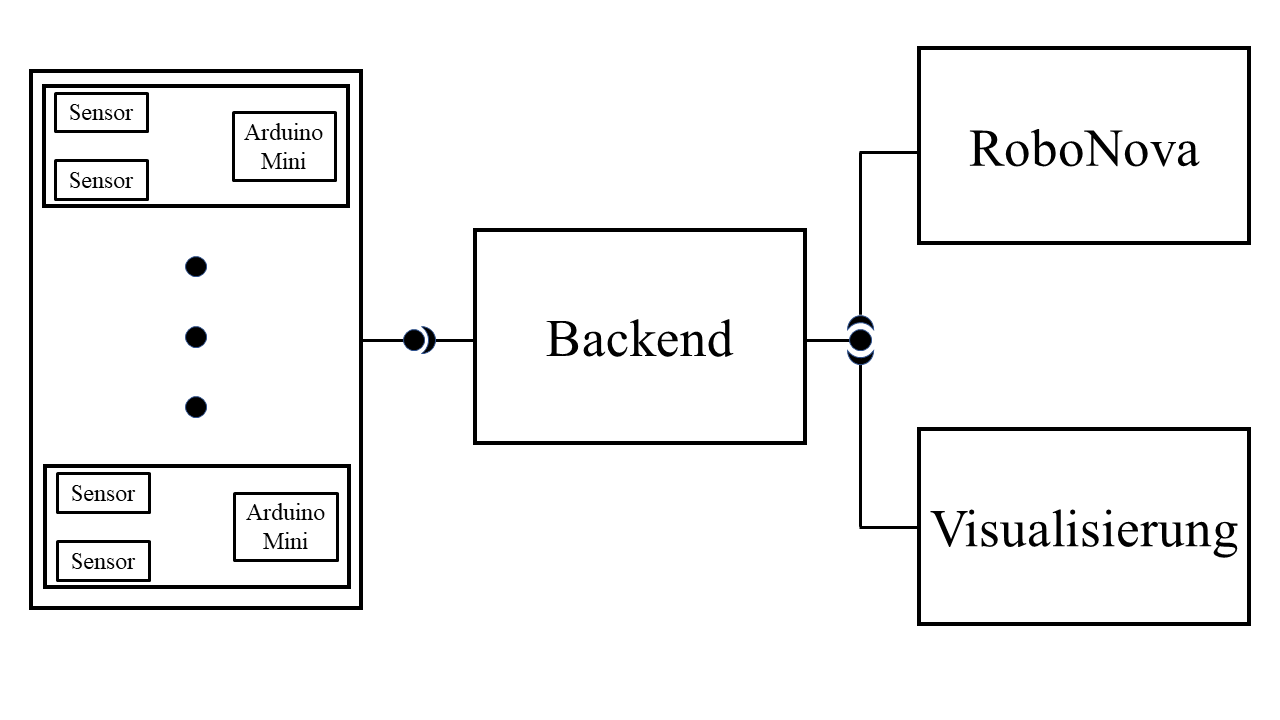 Sensor
Arduino
Mini
Sensor
Sensor
Arduino
Mini
Sensor
Backend
RoboNova
Visualisierung